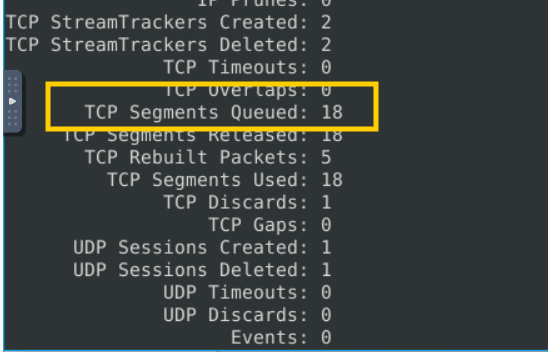 IP Prunes: 0
TCP StreamTrackers Created: 2
TCP StreamTrackers Deleted: 2
TCP Timeouts: 0
TCP Overlaps: 0
TCP Segments Queued: 18
TCP Segments Released: 18
TCP Rebuilt Packets: 5
TCP Segments Used: 18
TCP Discards: 1
TCP Gaps: 0
UDP Sessions Created: 1
UDP Sessions Deleted: 1
UDP Timeouts: 0
UDP Discards: 0
Events: 0